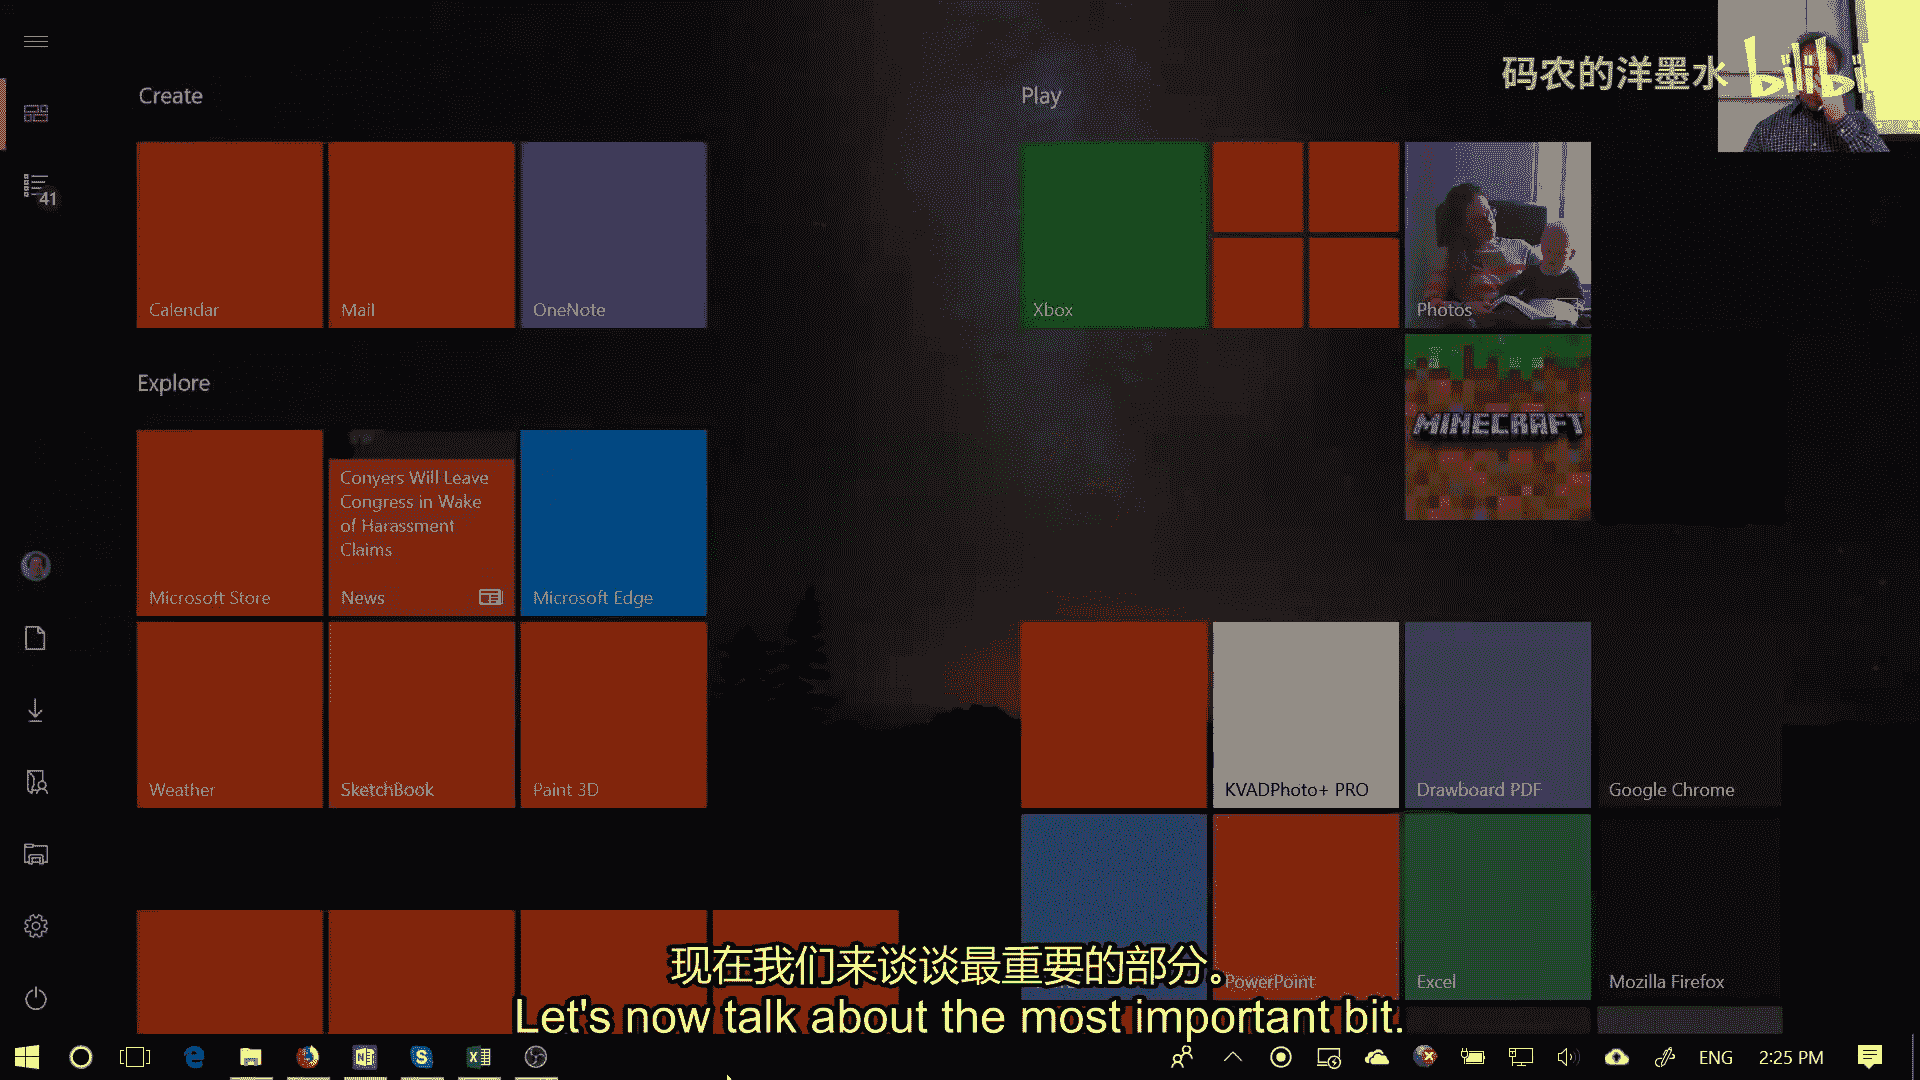 码农的洋墨水 bilibi
Create
Play
41
Calendar
Mail
OneNote
Xbox
Photos
Explore
MINECRAFT
Conyers Will Leave
Congress in Wake
of Harassment
Claims
Microsoft Store
News
Microsoft Edge
Weather
SketchBook
Paint 3D
KVADPhoto+ PRO
Drawboard PDF
Google Chrome
PowerPoint
Excel
Mozilla Firefox
现在我们来谈谈最重要的部分。
Let's now talk about the most important bit.
ENG
2:25 PM